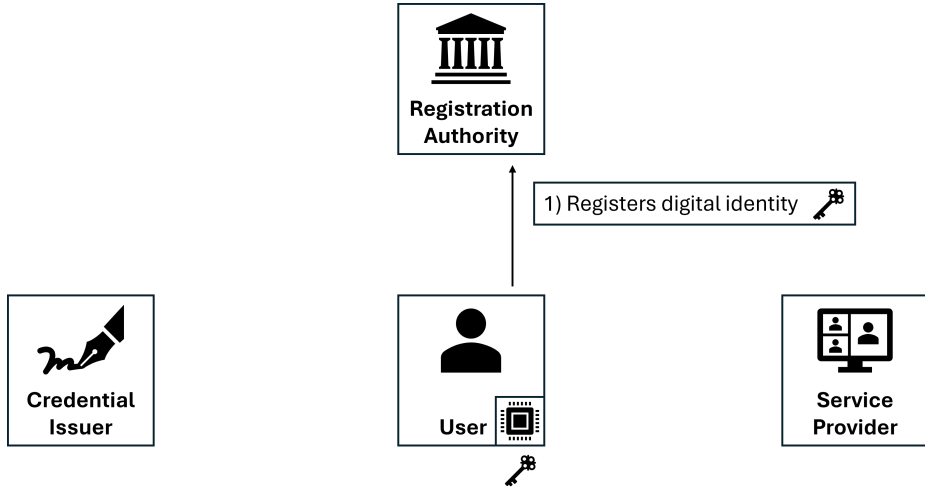 Registration
Authority
1) Registers digital identity
Credential
Issuer
User
Service
Provider